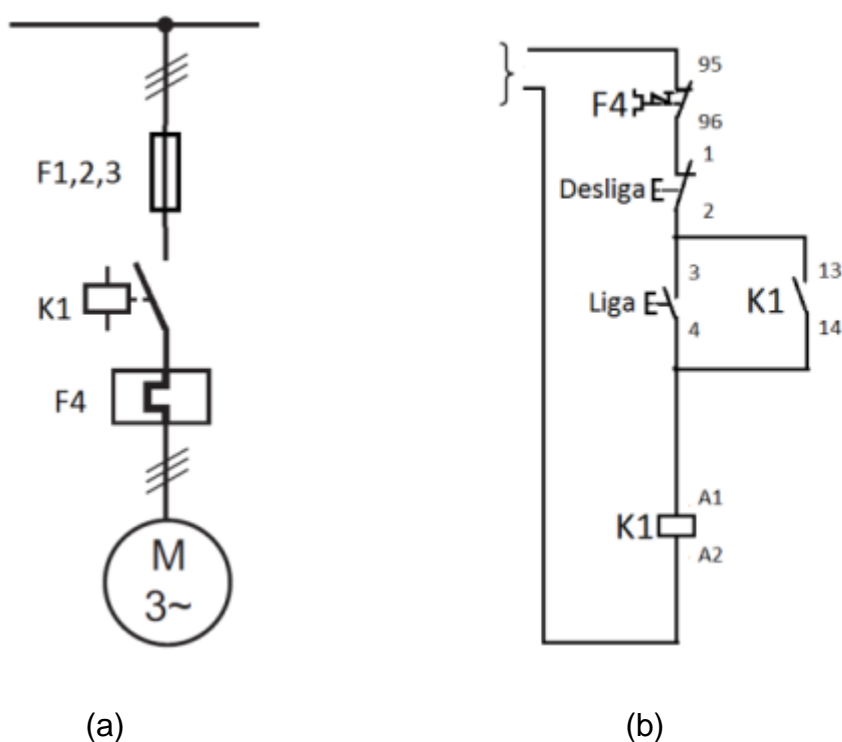 F1,2,3
K1
F4
M
3~
(a)
95
F4
96
1
Desliga
2
3
Liga
4
K1
13
14
A1
K1
A2
(b)